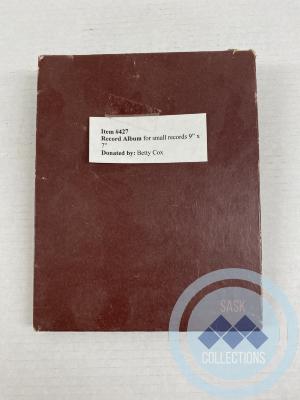 Item #427
Record Album for small records 9" x
7"
Donated by: Betty Cox
SASK
COLLECTIONS